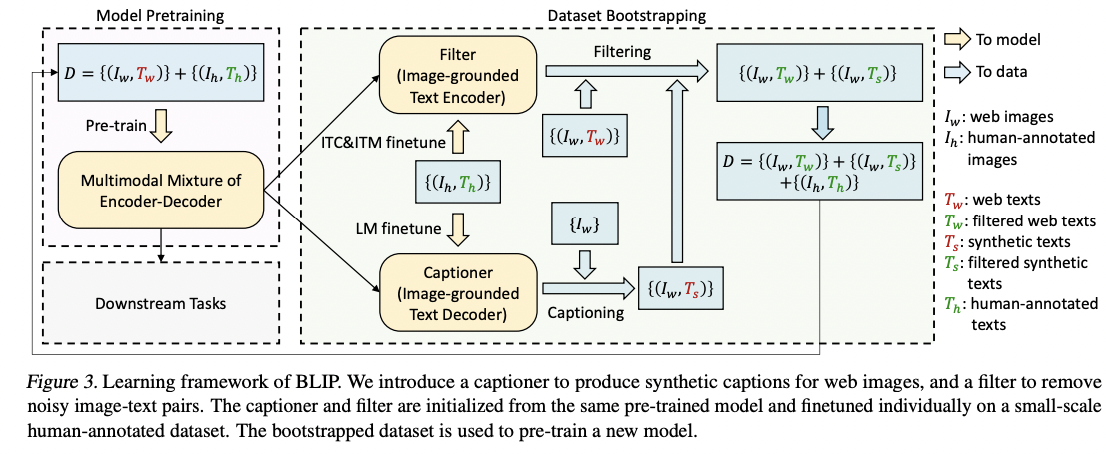 Model Pretraining
D = {(I_w, T_w)} + {(I_h, T_h)}
Pre-train
Multimodal Mixture of
Encoder-Decoder
Downstream Tasks
Dataset Bootstrapping
Filter
(Image-grounded
Text Encoder)
ITC&ITM finetune
{(I_h, T_h)}
LM finetune
Captioner
(Image-grounded
Text Decoder)
Filtering
{(I_w, T_w)}
{I_w}
Captioning
{(I_w, T_s)}
{(I_w, T_w)} + {(I_w, T_s)}
D = {(I_w, T_w)} + {(I_w, T_s)}
+{(I_h, T_h)}
To model
To data
I_w: web images
I_h: human-annotated
images
T_w: web texts
T_w: filtered web texts
T_s: synthetic texts
T_s: filtered synthetic
texts
T_h: human-annotated
texts
Figure 3. Learning framework of BLIP. We introduce a captioner to produce synthetic captions for web images, and a filter to remove
noisy image-text pairs. The captioner and filter are initialized from the same pre-trained model and finetuned individually on a small-scale
human-annotated dataset. The bootstrapped dataset is used to pre-train a new model.